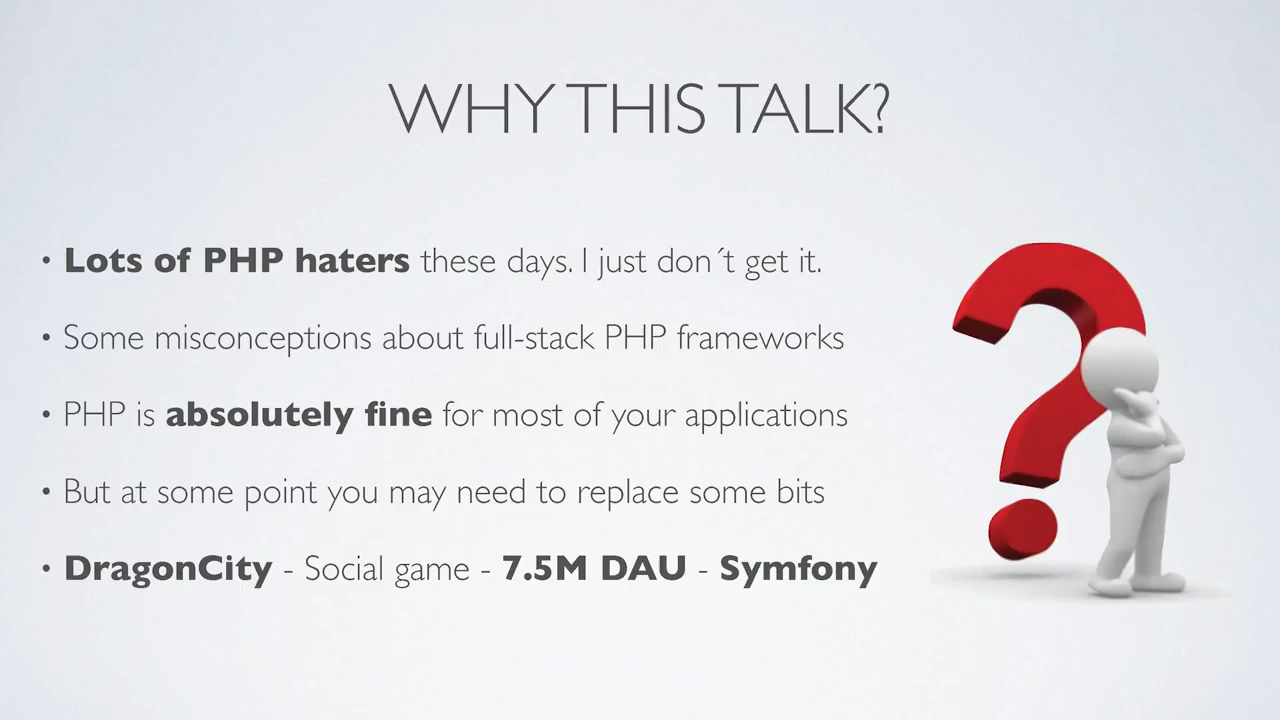 WHY THIS TALK?
• Lots of PHP haters these days. I just don´t get it.
• Some misconceptions about full-stack PHP frameworks
• PHP is absolutely fine for most of your applications
• But at some point you may need to replace some bits
• DragonCity - Social game - 7.5M DAU - Symfony